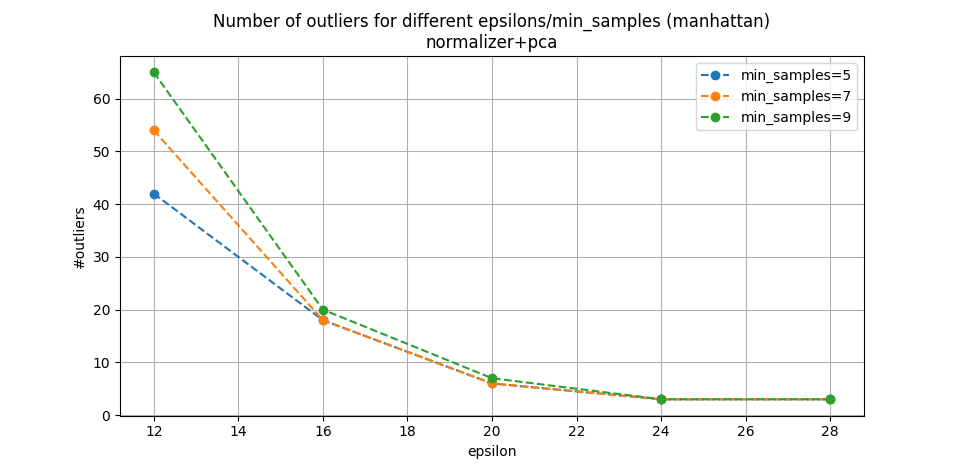 Number of outliers for different epsilons/min_samples (manhattan)
normalizer+pca
min_samples=5
min_samples=7
min_samples=9
#outliers
60
50
40
30
20
10
0
12 14 16 18 20 22 24 26 28
epsilon